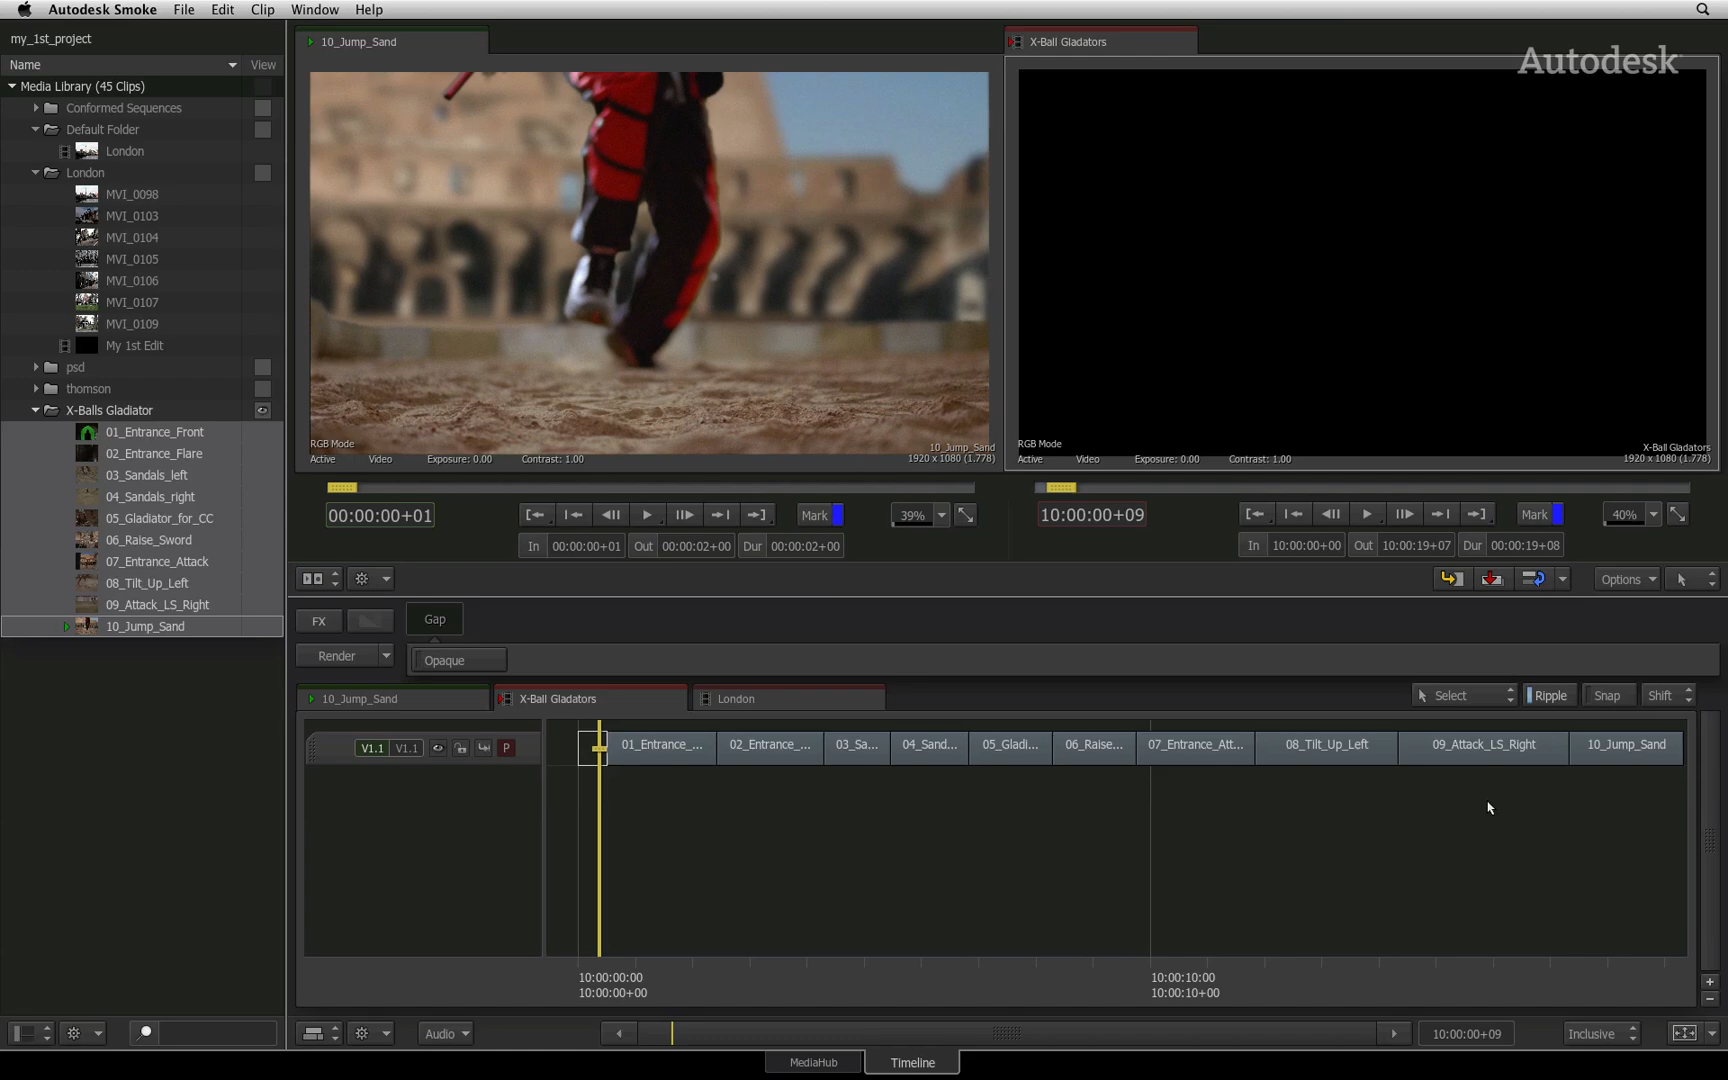 Autodesk Smoke File Edit Clip Window Help
my_1st_project
Name View
Media Library (45 Clips)
Conformed Sequences
Default Folder
London
London
MVI_0098
MVI_0103
MVI_0104
MVI_0105
MVI_0106
MVI_0107
MVI_0109
My 1st Edit
psd
thomson
X-Balls Gladiator
01_Entrance_Front
02_Entrance_Flare
03_Sandals_left
04_Sandals_right
05_Gladiator_for_CC
06_Raise_Sword
07_Entrance_Attack
08_Tilt_Up_Left
09_Attack_LS_Right
10_Jump_Sand
10_Jump_Sand
RGB Mode 10_Jump_Sand
Active Video Exposure: 0.00 Contrast: 1.00 1920 x 1080 (1.778)
00:00:00+01 Mark 39%
In 00:00:00+01 Out 00:00:02+00 Dur 00:00:02+00
X-Ball Gladiators
Autodesk
RGB Mode X-Ball Gladiators
Active Video Exposure: 0.00 Contrast: 1.00 1920 x 1080 (1.778)
10:00:00+09 Mark 40%
In 10:00:00+00 Out 10:00:19+07 Dur 00:00:19+08
Options
FX Gap
Render Opaque
10_Jump_Sand X-Ball Gladiators London Select Ripple Snap Shift
V1.1 V1.1 P 01_Entrance_... 02_Entrance_... 03_Sa... 04_Sand... 05_Gladi... 06_Raise... 07_Entrance_Att... 08_Tilt_Up_Left 09_Attack_LS_Right 10_Jump_Sand
10:00:00:00 10:00:10:00
10:00:00+00 10:00:10+00
Audio 10:00:00+09 Inclusive
MediaHub Timeline